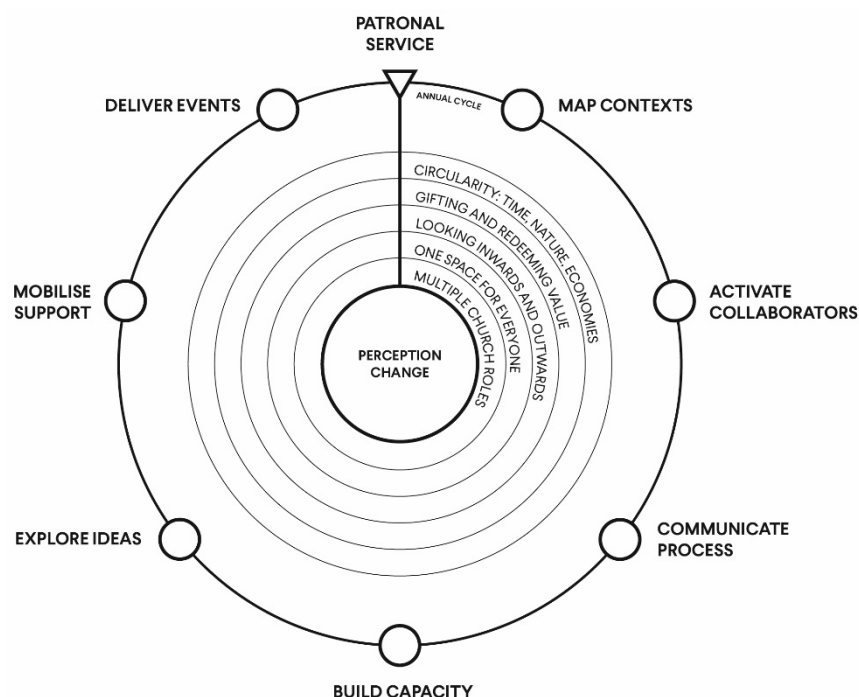 PATRONAL
SERVICE
DELIVER EVENTS
ANNUAL CYCLE
MAP CONTEXTS
CIRCULARITY: TIME, NATURE, ECONOMIES
GIFTING AND REDEEMING VALUE
LOOKING INWARDS AND OUTWARDS
ONE SPACE FOR EVERYONE
MULTIPLE CHURCH ROLES
MOBILISE
SUPPORT
ACTIVATE
COLLABORATORS
PERCEPTION
CHANGE
EXPLORE IDEAS
COMMUNICATE
PROCESS
BUILD CAPACITY